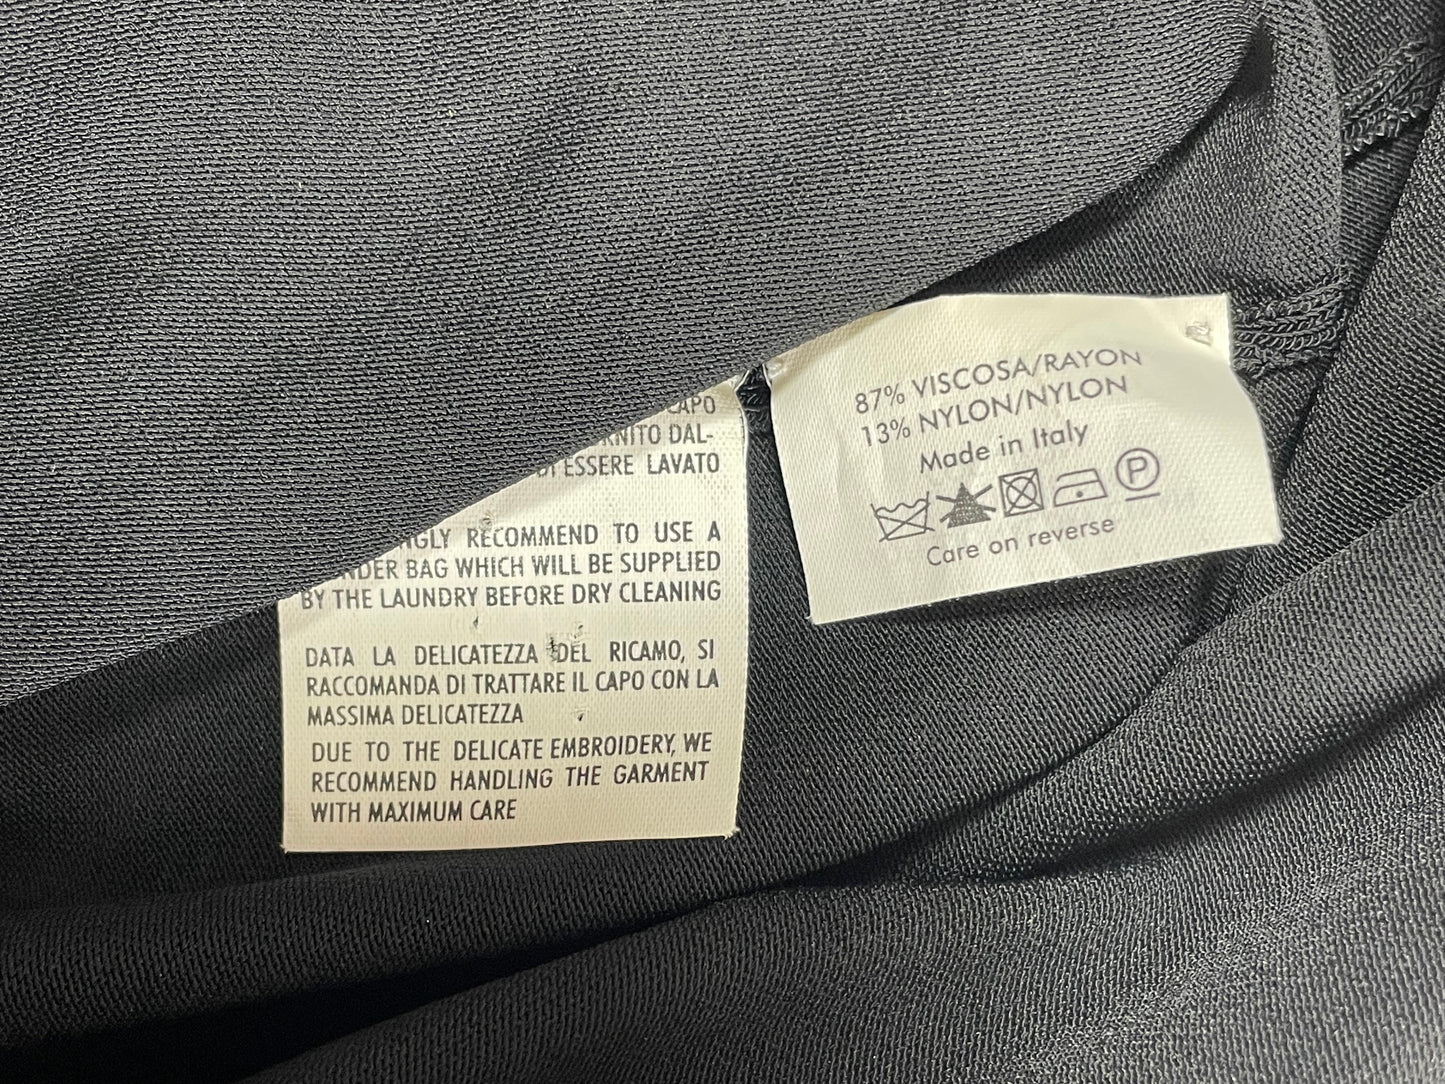 CAPO
DAL-
ESSERE LAVATO
RECOMMEND TO USE A
BAG WHICH WILL BE SUPPLIED
BY THE LAUNDRY BEFORE DRY CLEANING
DATA LA DELICATEZZA DEL RICAMO, SI
RACCOMANDA DI TRATTARE IL CAPO CON LA
MASSIMA DELICATEZZA
DUE TO THE DELICATE EMBROIDERY, WE
RECOMMEND HANDLING THE GARMENT
WITH MAXIMUM CARE
87% VISCOSA/RAYON
13% NYLON/NYLON
Made in Italy
P
Care on reverse